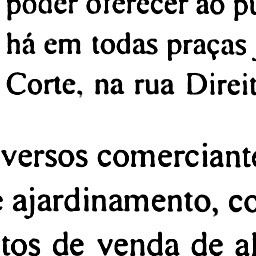 poder oferecer ao pú
há em todas praças
Corte, na rua Direit
versos comerciante
ajardinamento, co
tos de venda de al